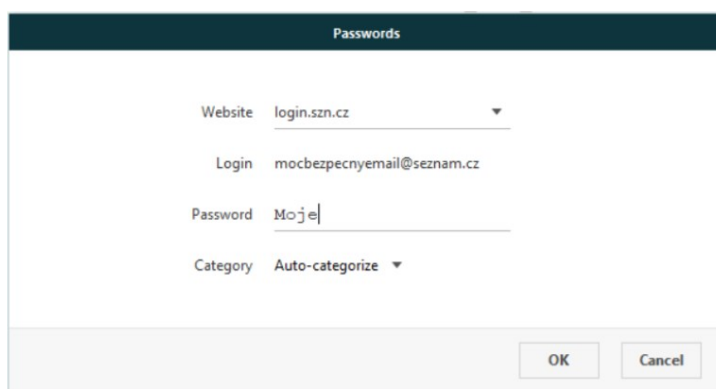 Passwords
Website login.szn.cz
Login mocbezpecnyemail@seznam.cz
Password Moje
Category Auto-categorize
OK Cancel